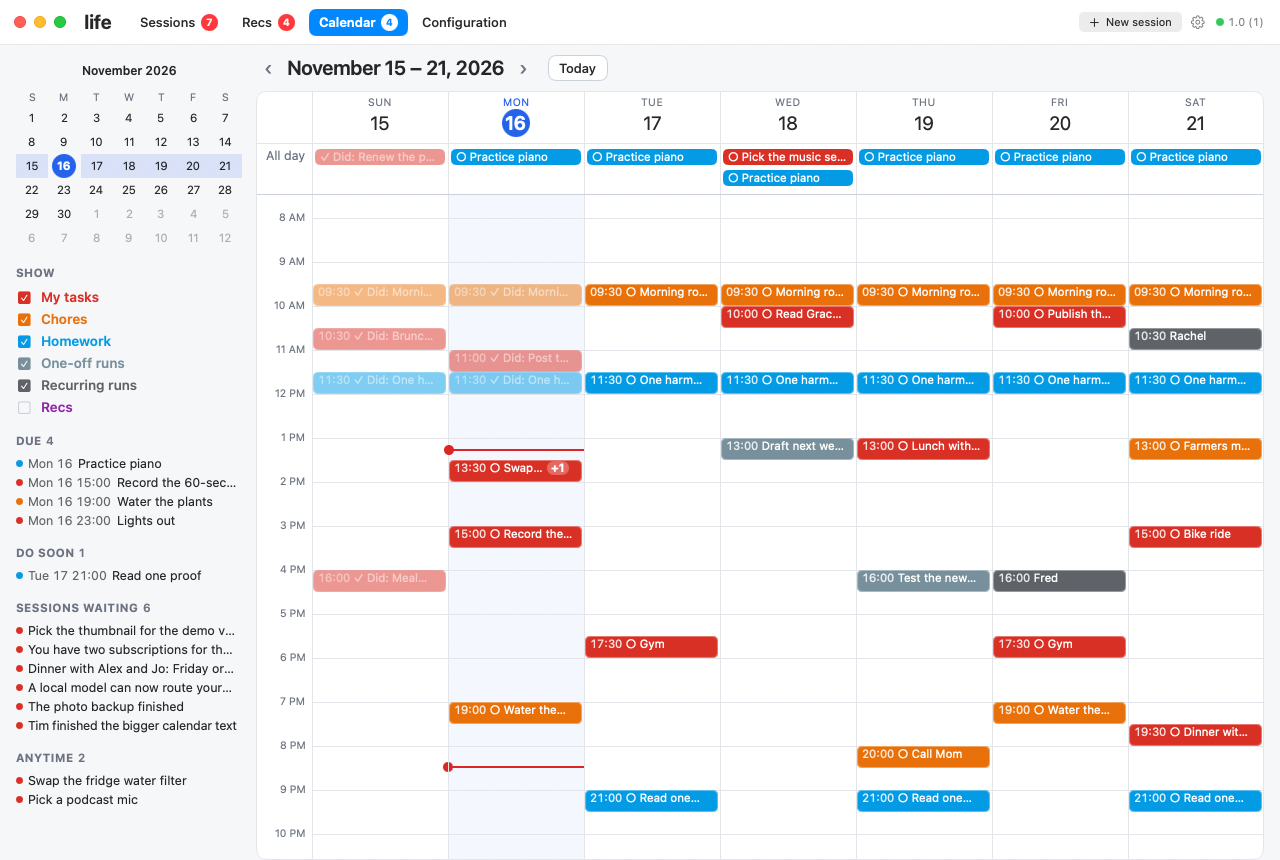 life
Sessions 7
Recs 4
Calendar 4
Configuration
+ New session
1.0 (1)
November 2026
S M T W T F S
1 2 3 4 5 6 7
8 9 10 11 12 13 14
15 16 17 18 19 20 21
22 23 24 25 26 27 28
29 30 1 2 3 4 5
6 7 8 9 10 11 12
SHOW
My tasks
Chores
Homework
One-off runs
Recurring runs
Recs
DUE 4
Mon 16 Practice piano
Mon 16 15:00 Record the 60-sec...
Mon 16 19:00 Water the plants
Mon 16 23:00 Lights out
DO SOON 1
Tue 17 21:00 Read one proof
SESSIONS WAITING 6
Pick the thumbnail for the demo v...
You have two subscriptions for th...
Dinner with Alex and Jo: Friday or...
A local model can now route your...
The photo backup finished
Tim finished the bigger calendar text
ANYTIME 2
Swap the fridge water filter
Pick a podcast mic
‹ November 15 – 21, 2026 › Today
SUN MON TUE WED THU FRI SAT
15 16 17 18 19 20 21
All day
✓ Did: Renew the p...
Practice piano
Practice piano
Pick the music se...
Practice piano
Practice piano
Practice piano
Practice piano
8 AM
9 AM
09:30 ✓ Did: Morni...
09:30 ✓ Did: Morni...
09:30 Morning ro...
09:30 Morning ro...
09:30 Morning ro...
09:30 Morning ro...
09:30 Morning ro...
10 AM
10:00 Read Grac...
10:00 Publish th...
10:30 ✓ Did: Brunc...
10:30 Rachel
11 AM
11:00 ✓ Did: Post t...
11:30 ✓ Did: One h...
11:30 ✓ Did: One h...
11:30 One harm...
11:30 One harm...
11:30 One harm...
11:30 One harm...
11:30 One harm...
12 PM
1 PM
13:00 Draft next we...
13:00 Lunch with...
13:00 Farmers m...
13:30 Swap... +1
2 PM
3 PM
15:00 Record the...
15:00 Bike ride
4 PM
16:00 ✓ Did: Meal...
16:00 Test the new...
16:00 Fred
5 PM
17:30 Gym
17:30 Gym
6 PM
7 PM
19:00 Water the...
19:00 Water the...
19:30 Dinner wit...
8 PM
20:00 Call Mom
9 PM
21:00 Read one...
21:00 Read one...
21:00 Read one...
10 PM